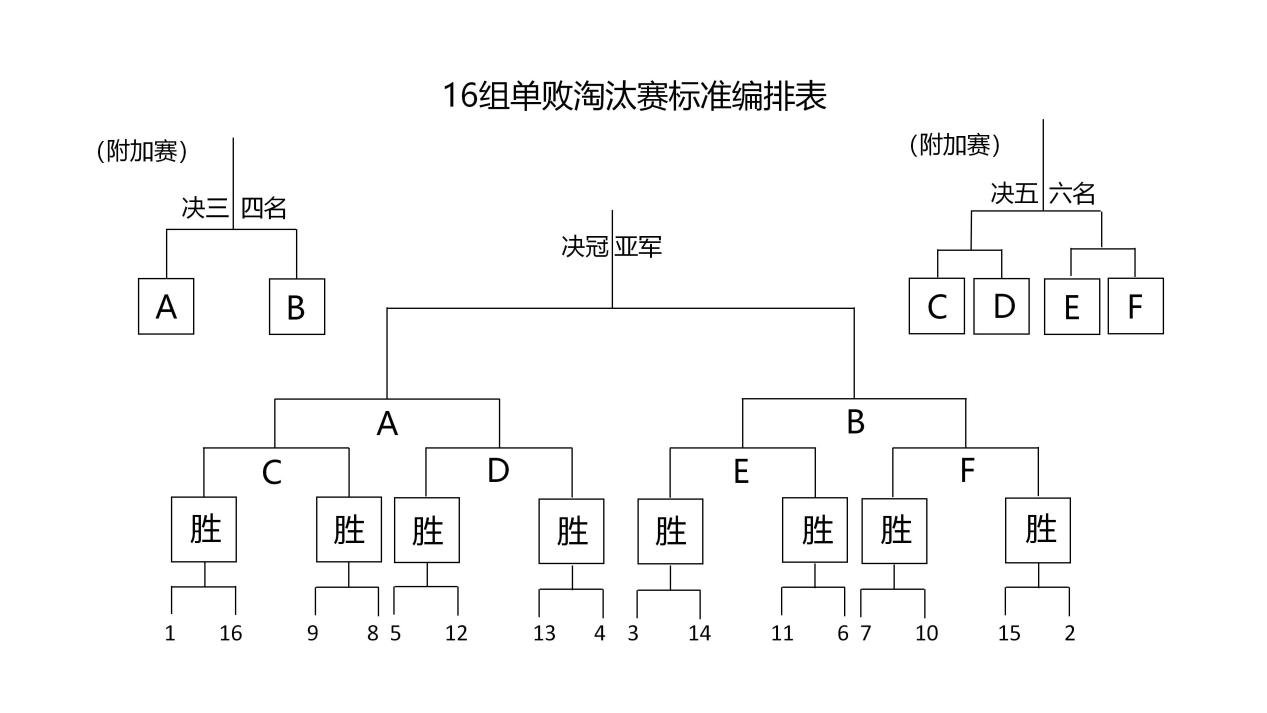 16组单败淘汰赛标准编排表
(附加赛)
决三 四名
A B
(附加赛)
决五 六名
C D E F
决冠 亚军
A B
C D E F
胜 胜 胜 胜 胜 胜 胜 胜
1 16 9 8 5 12 13 4 3 14 11 6 7 10 15 2